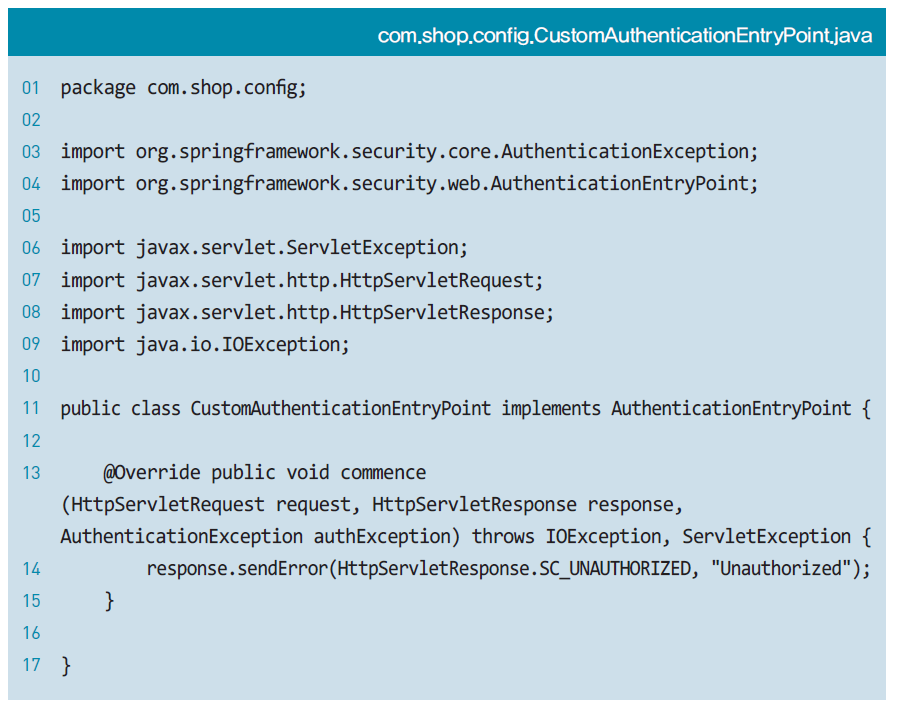 com.shop.config.CustomAuthenticationEntryPoint.java
01 package com.shop.config;
02
03 import org.springframework.security.core.AuthenticationException;
04 import org.springframework.security.web.AuthenticationEntryPoint;
05
06 import javax.servlet.ServletException;
07 import javax.servlet.http.HttpServletRequest;
08 import javax.servlet.http.HttpServletResponse;
09 import java.io.IOException;
10
11 public class CustomAuthenticationEntryPoint implements AuthenticationEntryPoint {
12
13     @Override public void commence
(HttpServletRequest request, HttpServletResponse response,
AuthenticationException authException) throws IOException, ServletException {
14         response.sendError(HttpServletResponse.SC_UNAUTHORIZED, "Unauthorized");
15     }
16
17 }